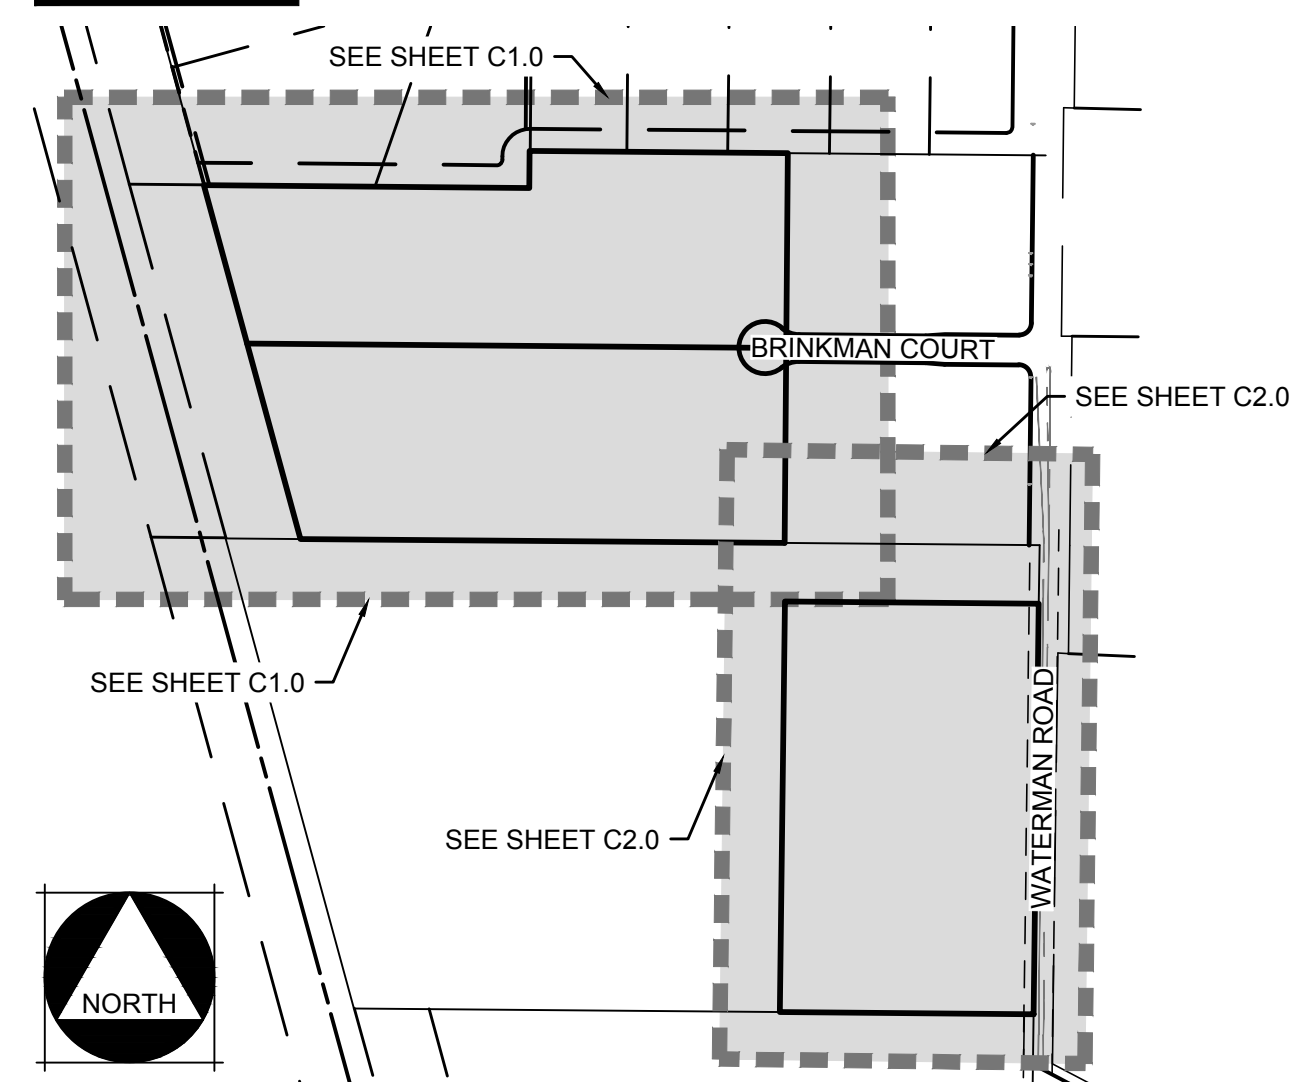 SEE SHEET C1.0
BRINKMAN COURT
SEE SHEET C2.0
SEE SHEET C1.0
WATERMAN ROAD
SEE SHEET C2.0
NORTH